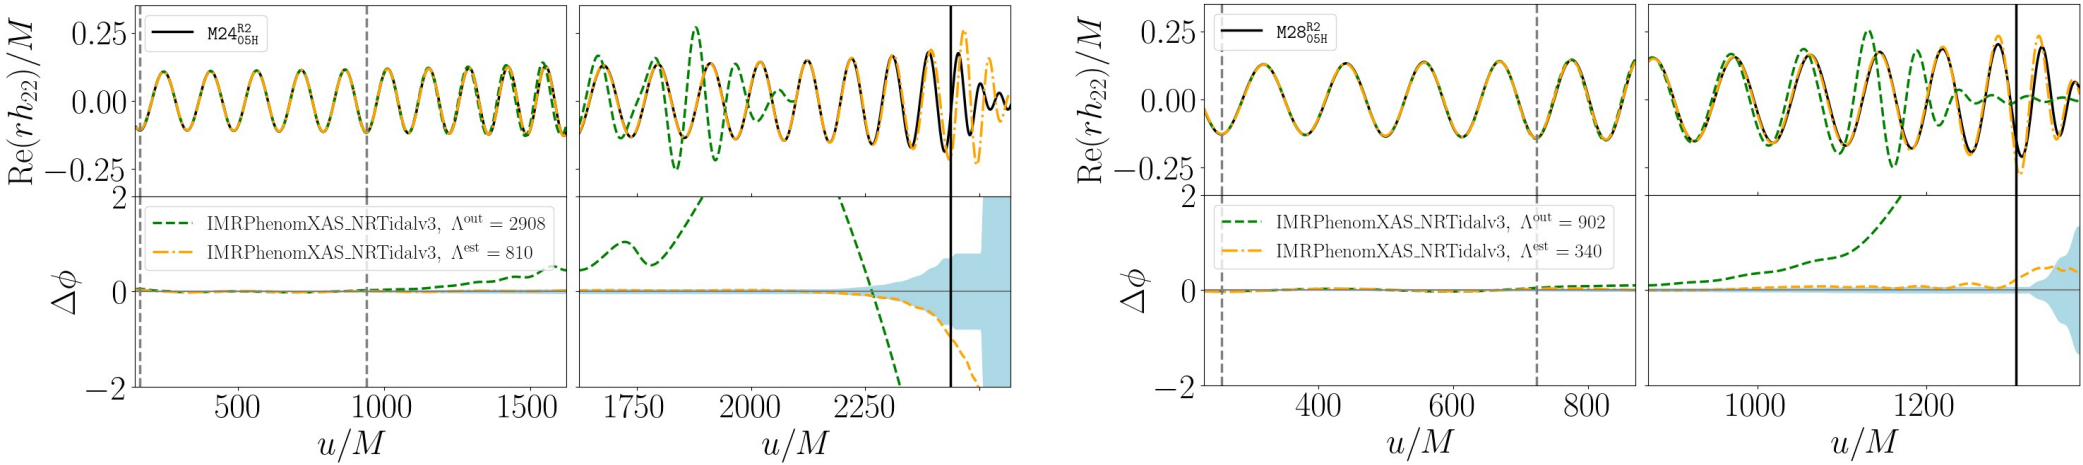 Re(rh₂₂)/M
0.25
0.00
−0.25
M24^R2_05H
2
0
−2
Δϕ
IMRPhenomXAS_NRTidalv3, Λ^out = 2908
IMRPhenomXAS_NRTidalv3, Λ^est = 810
500 1000 1500
1750 2000 2250
u/M
u/M
Re(rh₂₂)/M
0.25
0.00
−0.25
M28^R2_05H
2
0
−2
Δϕ
IMRPhenomXAS_NRTidalv3, Λ^out = 902
IMRPhenomXAS_NRTidalv3, Λ^est = 340
400 600 800
1000 1200
u/M
u/M